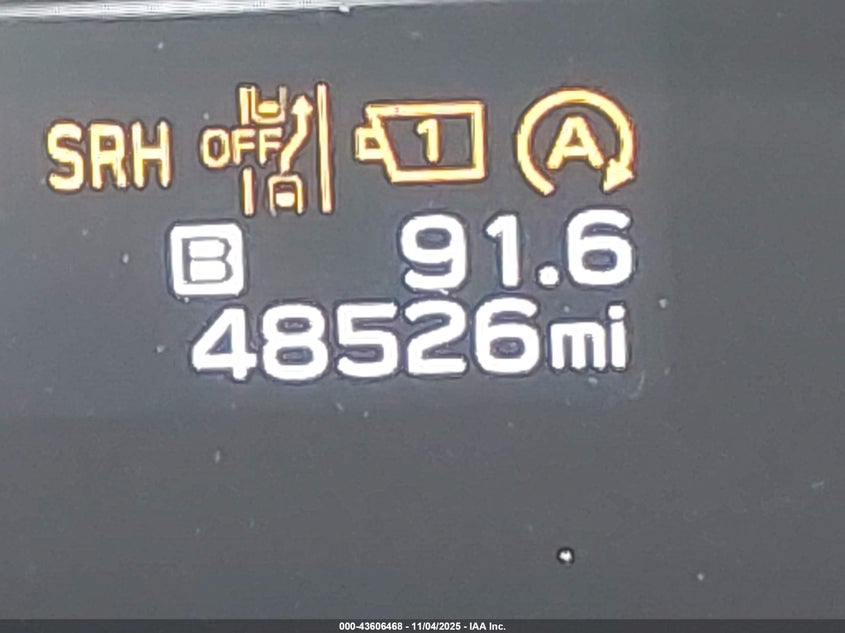 SRH OFF 1 A
B 91.6
48526mi
000-43606468 - 11/04/2025 - IAA Inc.